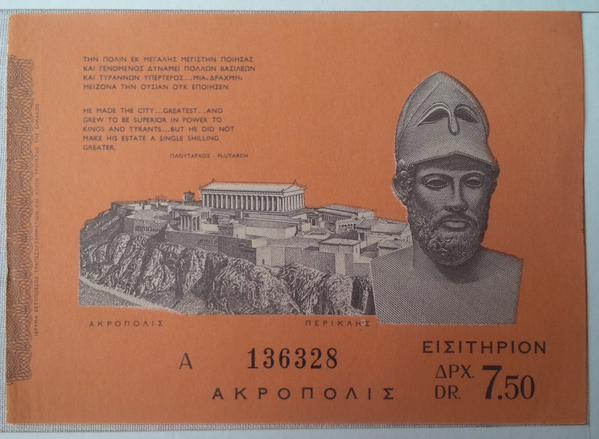 ΤΗΝ ΠΟΛΙΝ ΕΚ ΜΕΓΑΛΗΣ ΜΕΓΙΣΤΗΝ ΠΟΙΗΣΑΣ
ΚΑΙ ΓΕΝΟΜΕΝΟΣ ΔΥΝΑΜΕΙ ΠΟΛΛΩΝ ΒΑΣΙΛΕΩΝ
ΚΑΙ ΤΥΡΑΝΝΩΝ ΥΠΕΡΤΕΡΟΣ...ΜΙΑ«ΔΡΑΧΜΗ»
ΜΕΙΖΟΝΑ ΤΗΝ ΟΥΣΙΑΝ ΟΥΚ ΕΠΟΙΗΣΕΝ
HE MADE THE CITY...GREATEST...AND
GREW TO BE SUPERIOR IN POWER TO
KINGS AND TYRANTS...BUT HE DID NOT
MAKE HIS ESTATE A SINGLE SHILLING
GREATER.
ΠΛΟΥΤΑΡΧΟΣ - PLUTARCH
ΑΚΡΟΠΟΛΙΣ
ΠΕΡΙΚΛΗΣ
Α 136328
ΑΚΡΟΠΟΛΙΣ
ΕΙΣΙΤΗΡΙΟΝ
ΔΡΧ.
DR. 7.50